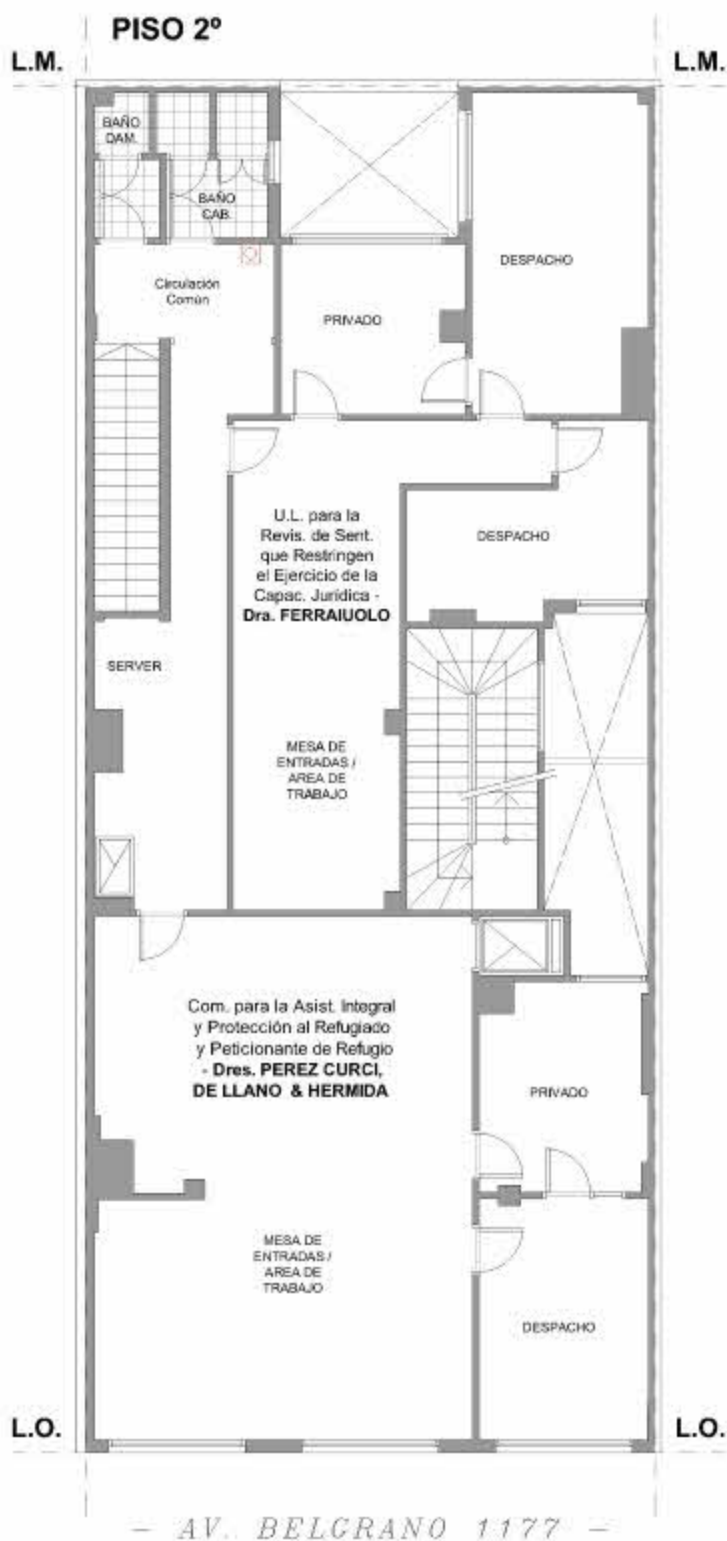 PISO 2º
L.M.
L.M.
BAÑO
DAM.
BAÑO
CAB.
DESPACHO
Circulación
Común
PRIVADO
U.L. para la
Revis. de Sent.
que Restringen
el Ejercicio de la
Capac. Jurídica -
Dra. FERRAIUOLO
DESPACHO
SERVER
MESA DE
ENTRADAS /
AREA DE
TRABAJO
Com. para la Asist. Integral
y Protección al Refugiado
y Peticionante de Refugio
- Dres. PEREZ CURCI,
DE LLANO & HERMIDA
PRIVADO
MESA DE
ENTRADAS /
AREA DE
TRABAJO
DESPACHO
L.O.
L.O.
- AV. BELGRANO 1177 -